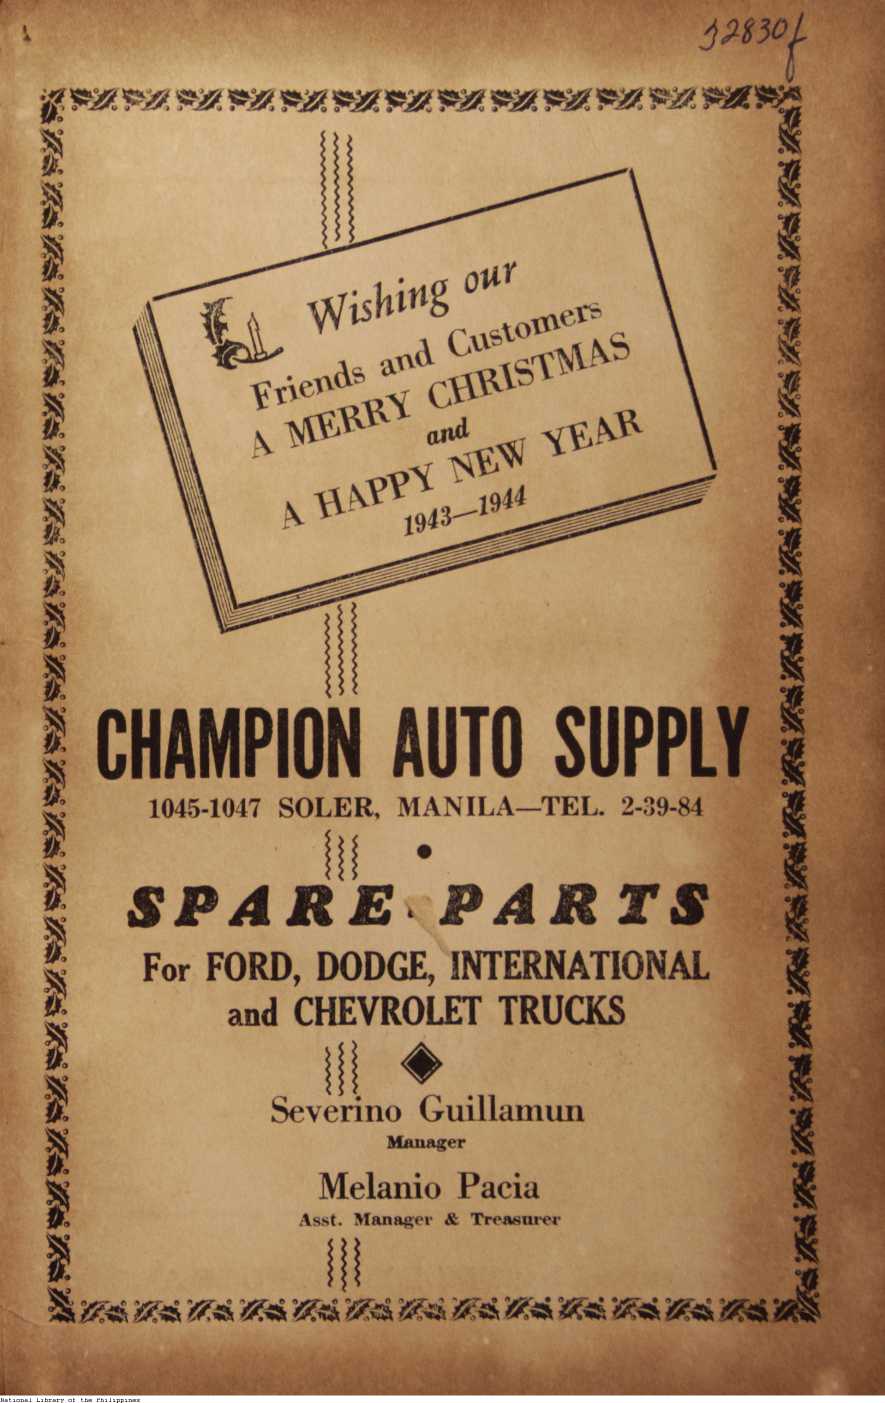 32830f
Wishing our
Friends and Customers
A MERRY CHRISTMAS
and
A HAPPY NEW YEAR
1943—1944
CHAMPION AUTO SUPPLY
1045-1047 SOLER, MANILA—TEL. 2-39-84
SPARE PARTS
For FORD, DODGE, INTERNATIONAL
and CHEVROLET TRUCKS
Severino Guillamun
Manager
Melanio Pacia
Asst. Manager & Treasurer
National Library of the Philippines